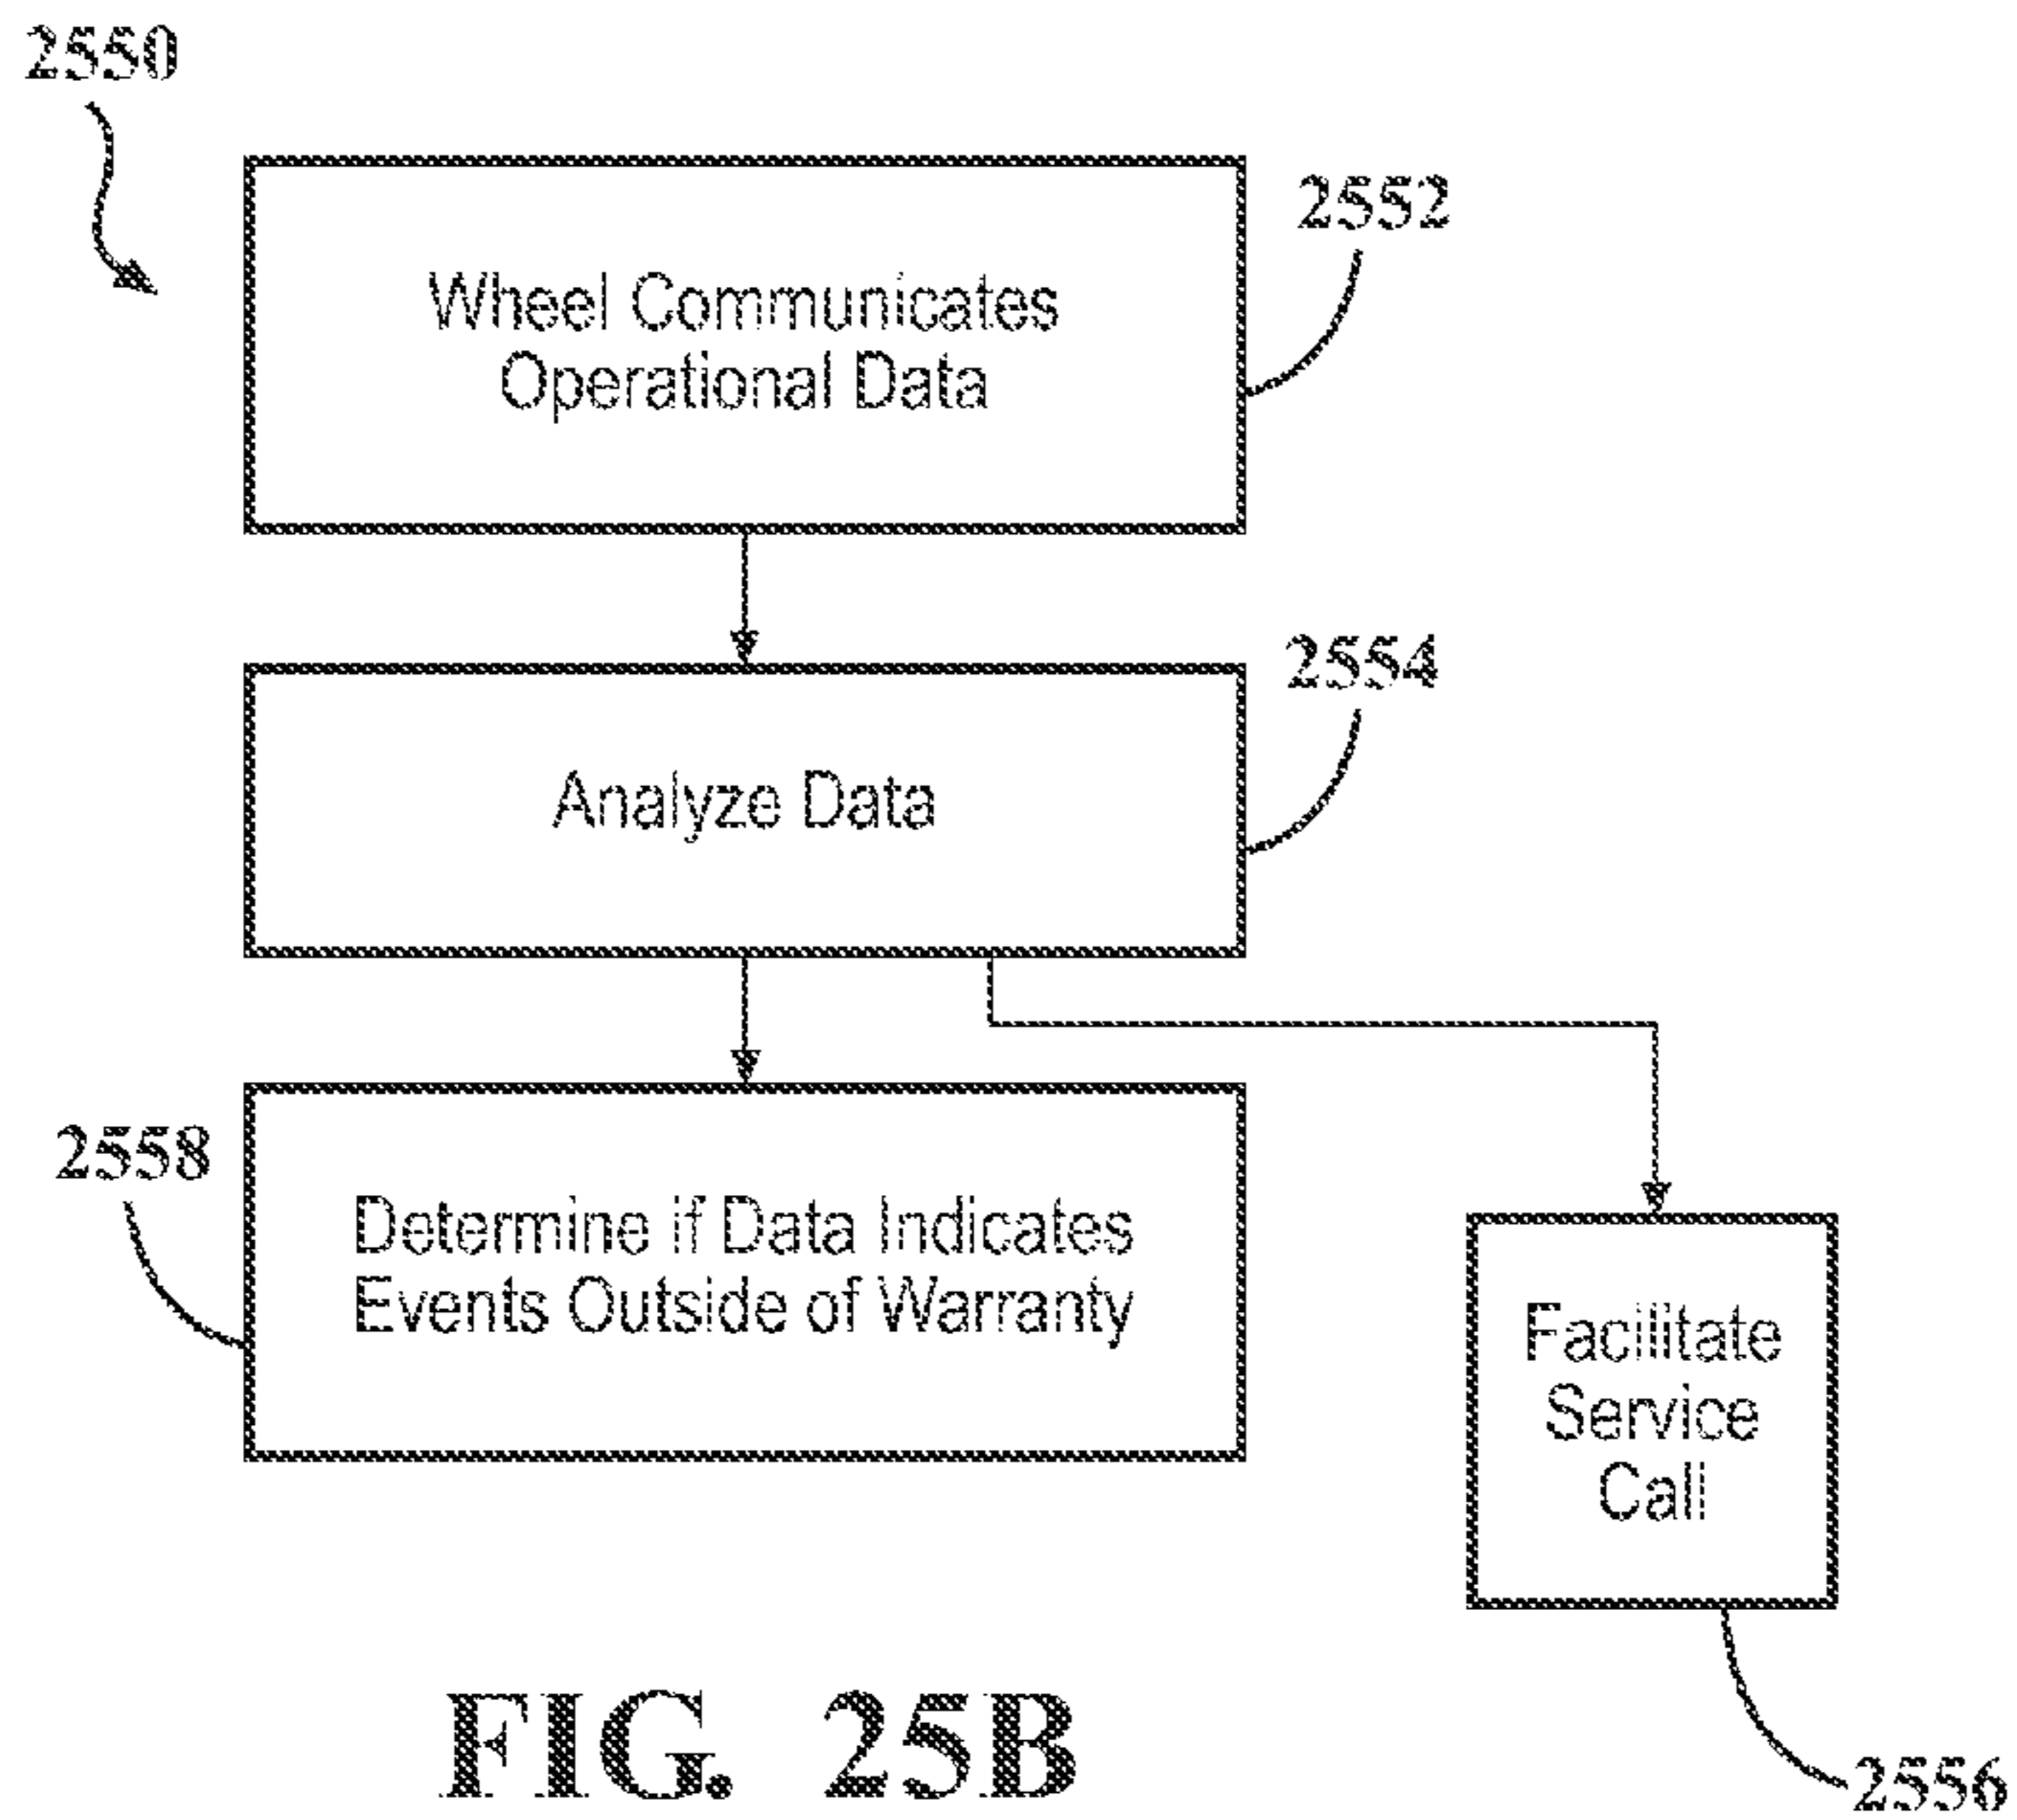 2550
2552
Wheel Communicates
Operational Data
2554
Analyze Data
2558
Determine if Data Indicates
Events Outside of Warranty
Facilitate
Service
Call
2556
FIG. 25B